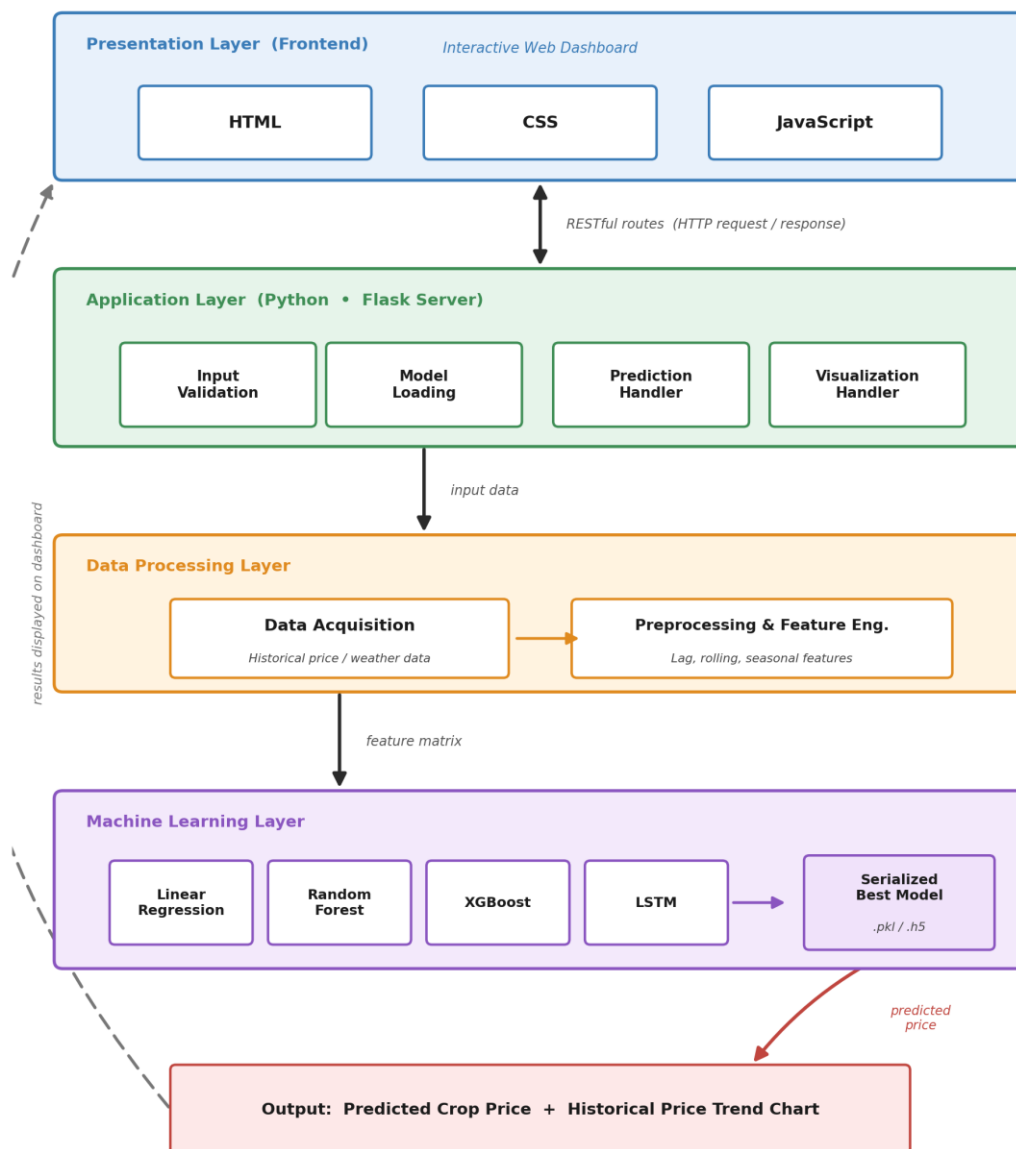 Presentation Layer (Frontend)
Interactive Web Dashboard
HTML
CSS
JavaScript
RESTful routes (HTTP request / response)
Application Layer (Python • Flask Server)
Input
Validation
Model
Loading
Prediction
Handler
Visualization
Handler
input data
results displayed on dashboard
Data Processing Layer
Data Acquisition
Historical price / weather data
Preprocessing & Feature Eng.
Lag, rolling, seasonal features
feature matrix
Machine Learning Layer
Linear
Regression
Random
Forest
XGBoost
LSTM
Serialized
Best Model
.pkl / .h5
predicted
price
Output: Predicted Crop Price + Historical Price Trend Chart